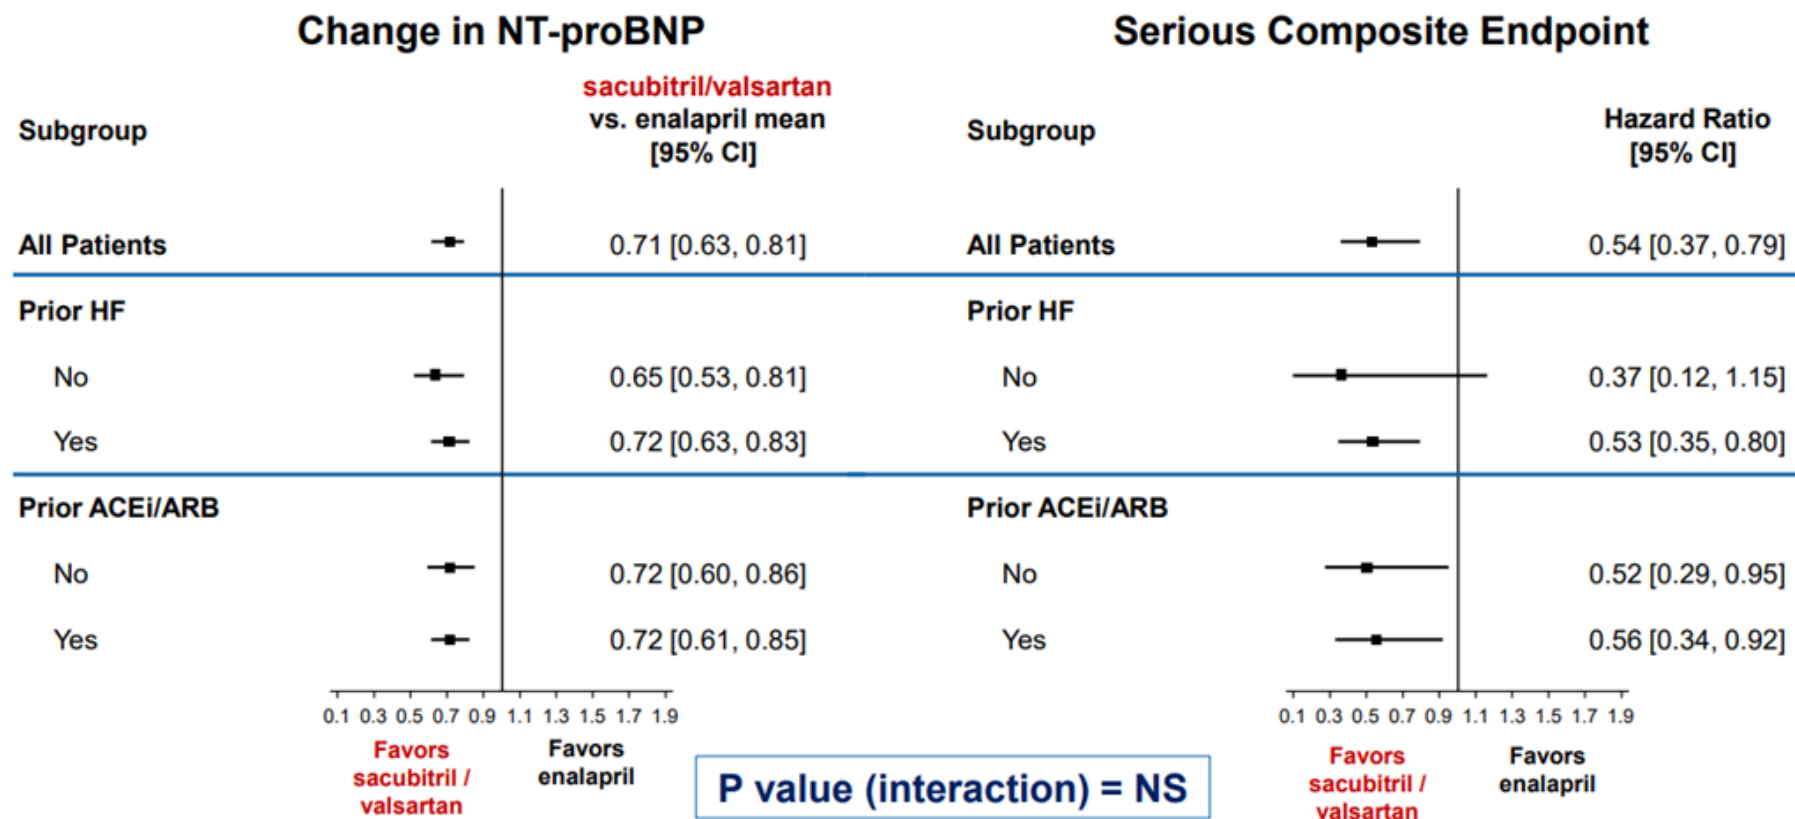 Change in NT-proBNP
Subgroup
sacubitril/valsartan
vs. enalapril mean
[95% CI]
All Patients 0.71 [0.63, 0.81]
Prior HF
No 0.65 [0.53, 0.81]
Yes 0.72 [0.63, 0.83]
Prior ACEi/ARB
No 0.72 [0.60, 0.86]
Yes 0.72 [0.61, 0.85]
0.1 0.3 0.5 0.7 0.9 1.1 1.3 1.5 1.7 1.9
Favors
sacubitril /
valsartan
Favors
enalapril
Serious Composite Endpoint
Subgroup
Hazard Ratio
[95% CI]
All Patients 0.54 [0.37, 0.79]
Prior HF
No 0.37 [0.12, 1.15]
Yes 0.53 [0.35, 0.80]
Prior ACEi/ARB
No 0.52 [0.29, 0.95]
Yes 0.56 [0.34, 0.92]
0.1 0.3 0.5 0.7 0.9 1.1 1.3 1.5 1.7 1.9
Favors
sacubitril /
valsartan
Favors
enalapril
P value (interaction) = NS